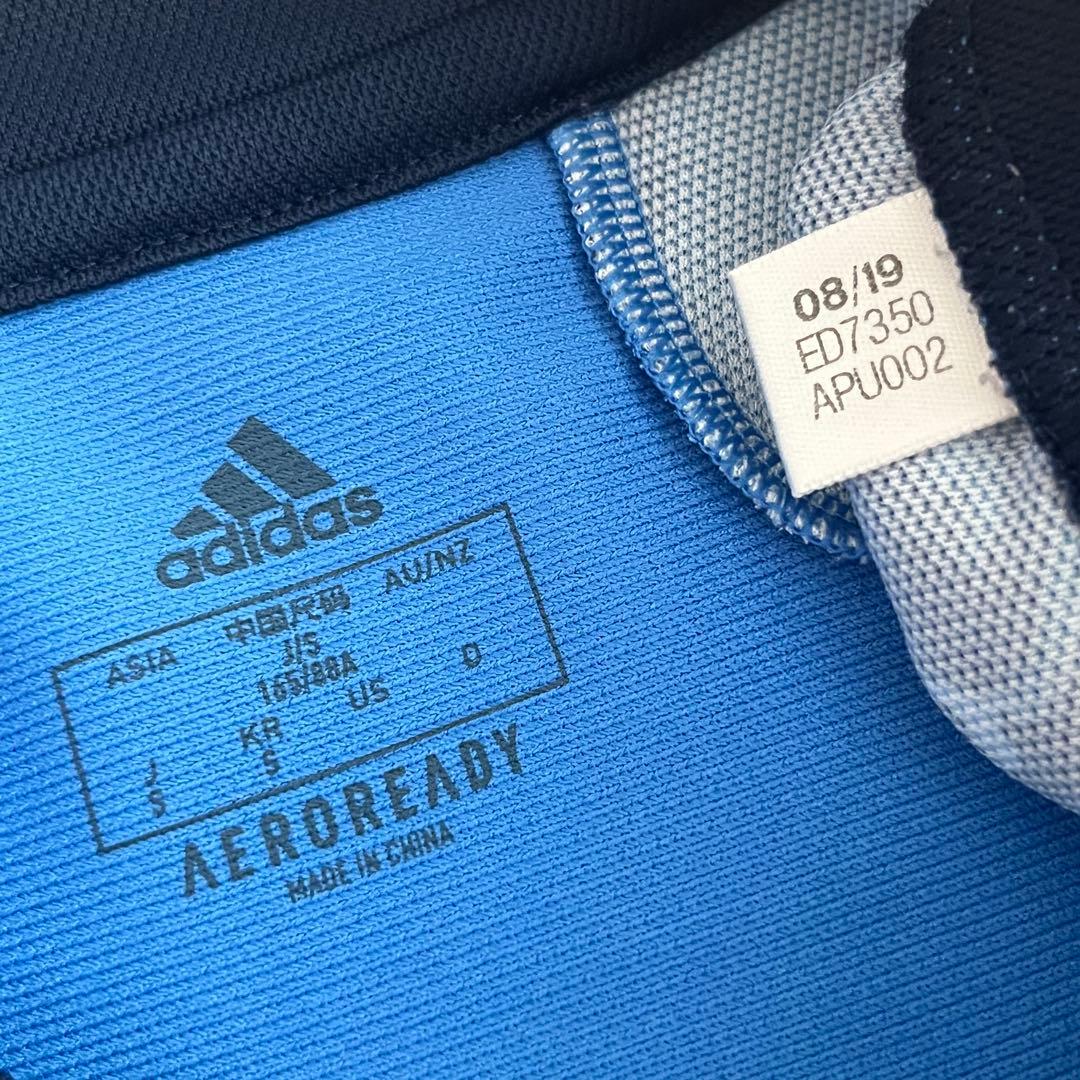 adidas
ASIA 中国尺码 AU/NZ
J/S
165/88A
J KR US D
S S
AEROREADY
MADE IN CHINA
08/19
ED7350
APU002